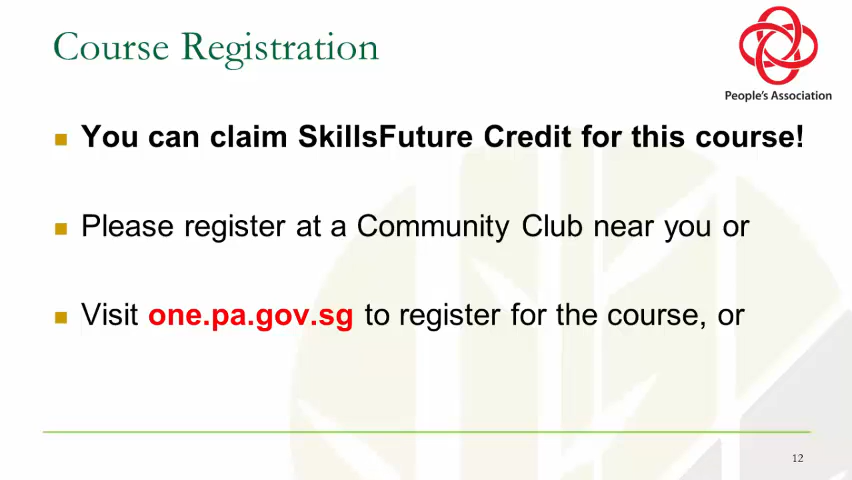 Course Registration
People's Association
You can claim SkillsFuture Credit for this course!
Please register at a Community Club near you or
Visit one.pa.gov.sg to register for the course, or
12